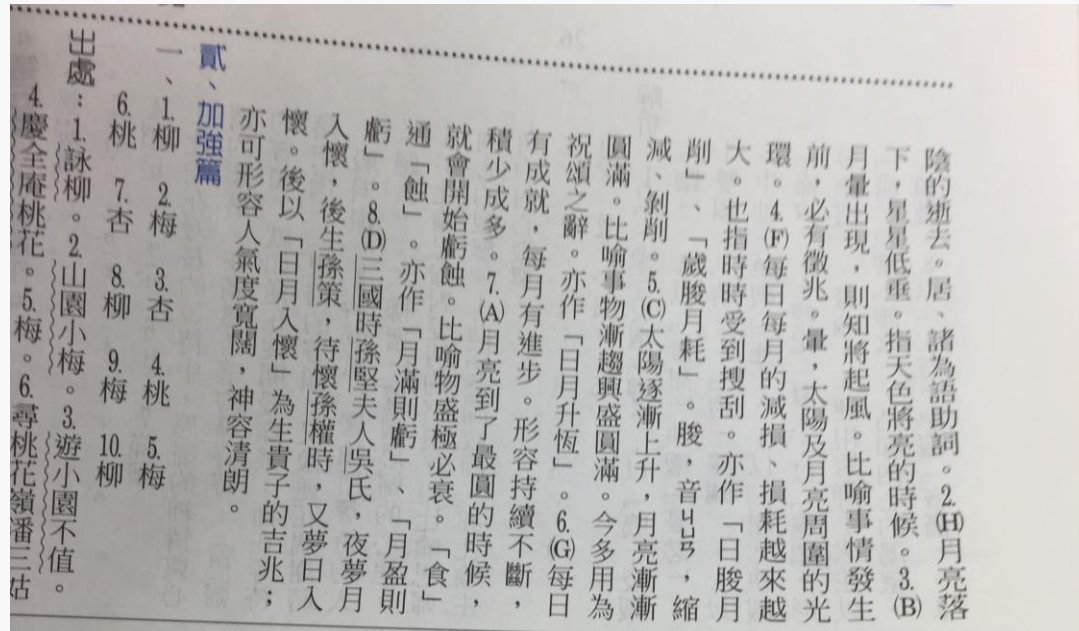 陰的逝去。居、諸為語助詞。2.(H)月亮落
下，星星低垂。指天色將亮的時候。3.(B)
月暈出現，則知將起風。比喻事情發生
前，必有徵兆。暈，太陽及月亮周圍的光
環。4.(F)每日每月的減損、損耗越來越
大。也指時時受到搜刮。亦作「日朘月
削」、「歲朘月耗」。朘，音ㄐㄩㄢ，縮
減、剝削。5.(C)太陽逐漸上升，月亮漸漸
圓滿。比喻事物漸趨興盛圓滿。今多用為
祝頌之辭。亦作「日月升恆」。6.(G)每日
有成就，每月有進步。形容持續不斷，
積少成多。7.(A)月亮到了最圓的時候，
就會開始虧蝕。比喻物盛極必衰。「食」
通「蝕」。亦作「月滿則虧」、「月盈則
虧」。8.(D)三國時孫堅夫人吳氏，夜夢月
入懷，後生孫策，待懷孫權時，又夢日入
懷。後以「日月入懷」為生貴子的吉兆；
亦可形容人氣度寬闊，神容清朗。
貳、加強篇
一、1.柳 2.梅 3.杏 4.桃 5.梅
6.桃 7.杏 8.柳 9.梅 10.柳
出處：1.詠柳。2.山園小梅。3.遊小園不值。
4.慶全庵桃花。5.梅。6.尋桃花嶺潘三姑